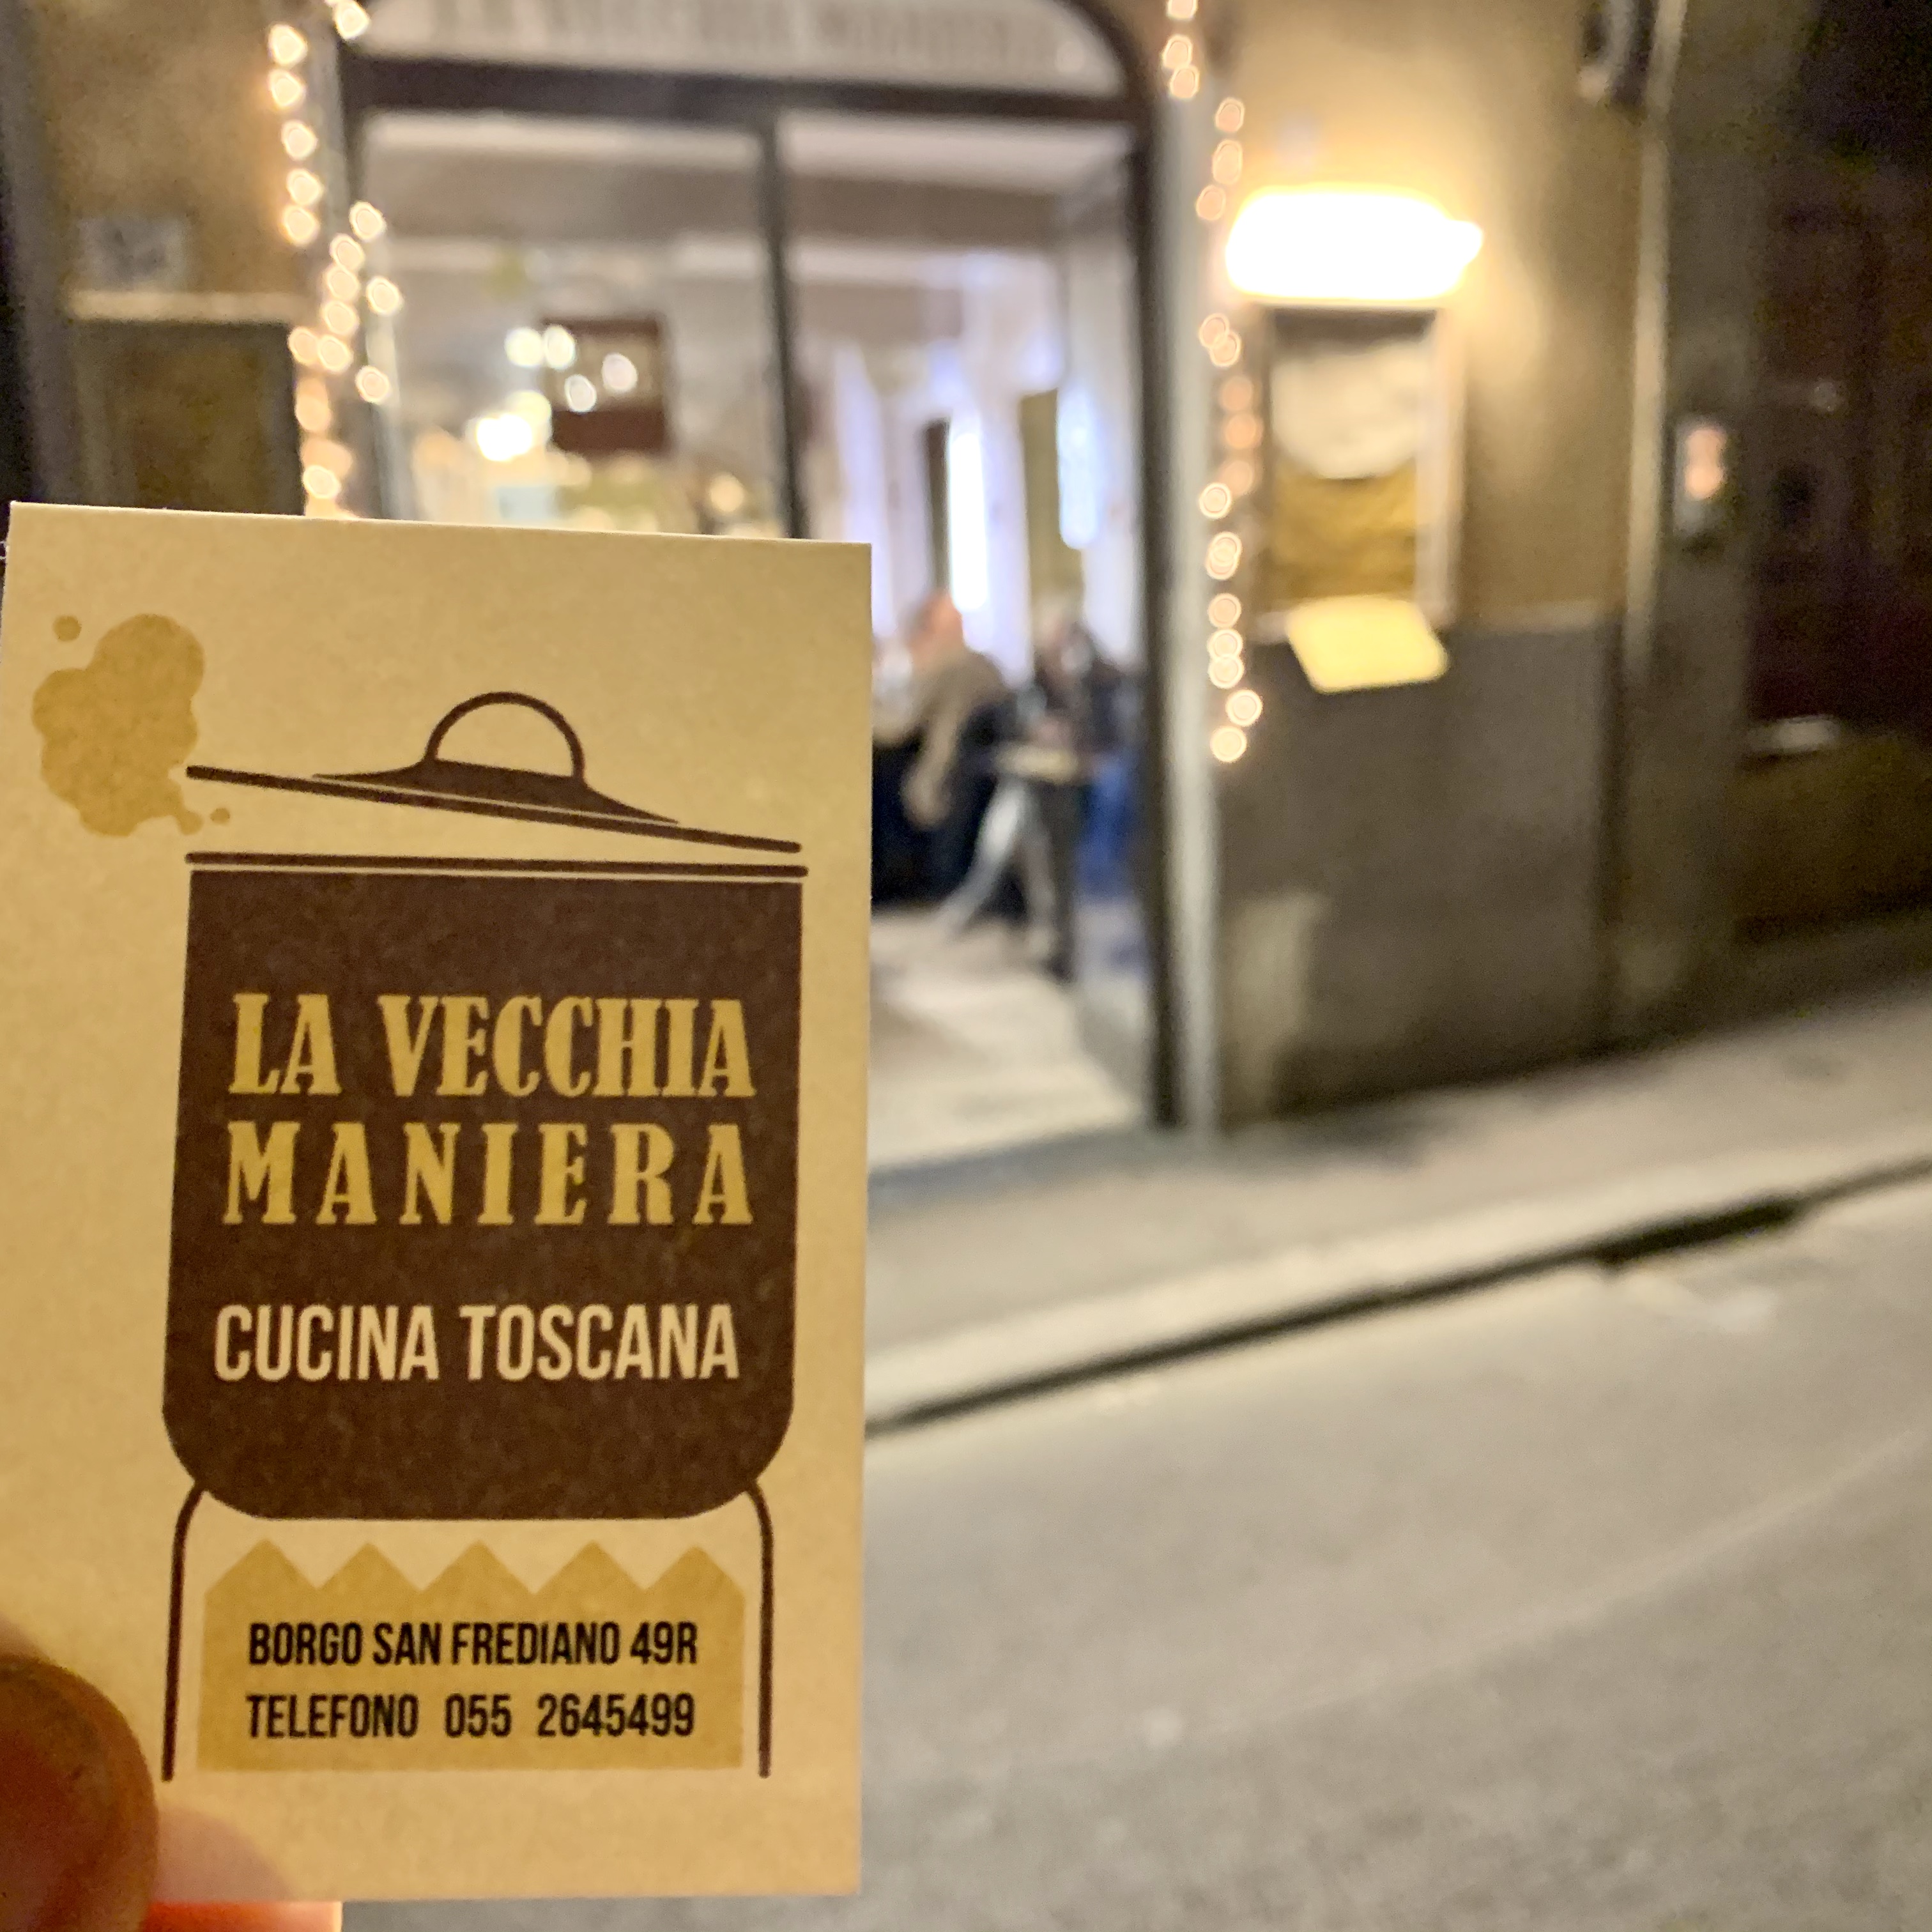 LA VECCHIA
MANIERA
CUCINA TOSCANA
BORGO SAN FREDIANO 49R
TELEFONO 055 2645499